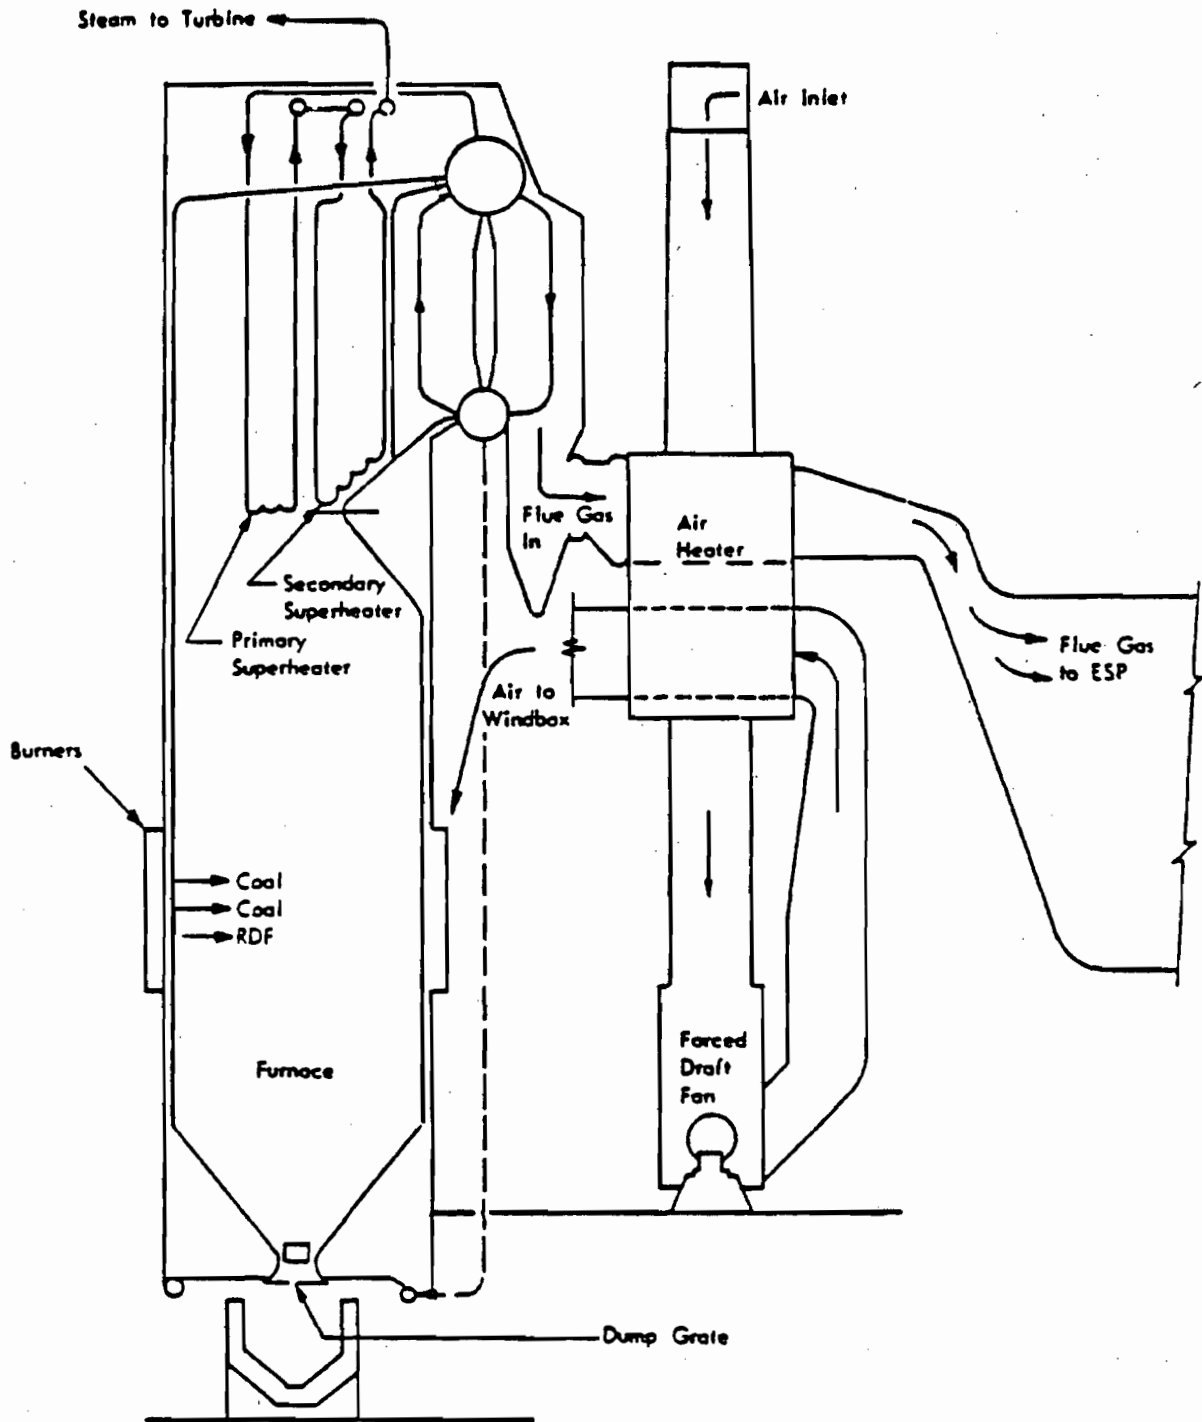 Steam to Turbine
Air Inlet
Flue Gas
In
Air
Heater
Secondary
Superheater
Primary
Superheater
Flue Gas
to ESP
Air to
Windbox
Burners
Coal
Coal
RDF
Furnace
Forced
Draft
Fan
Dump Grate